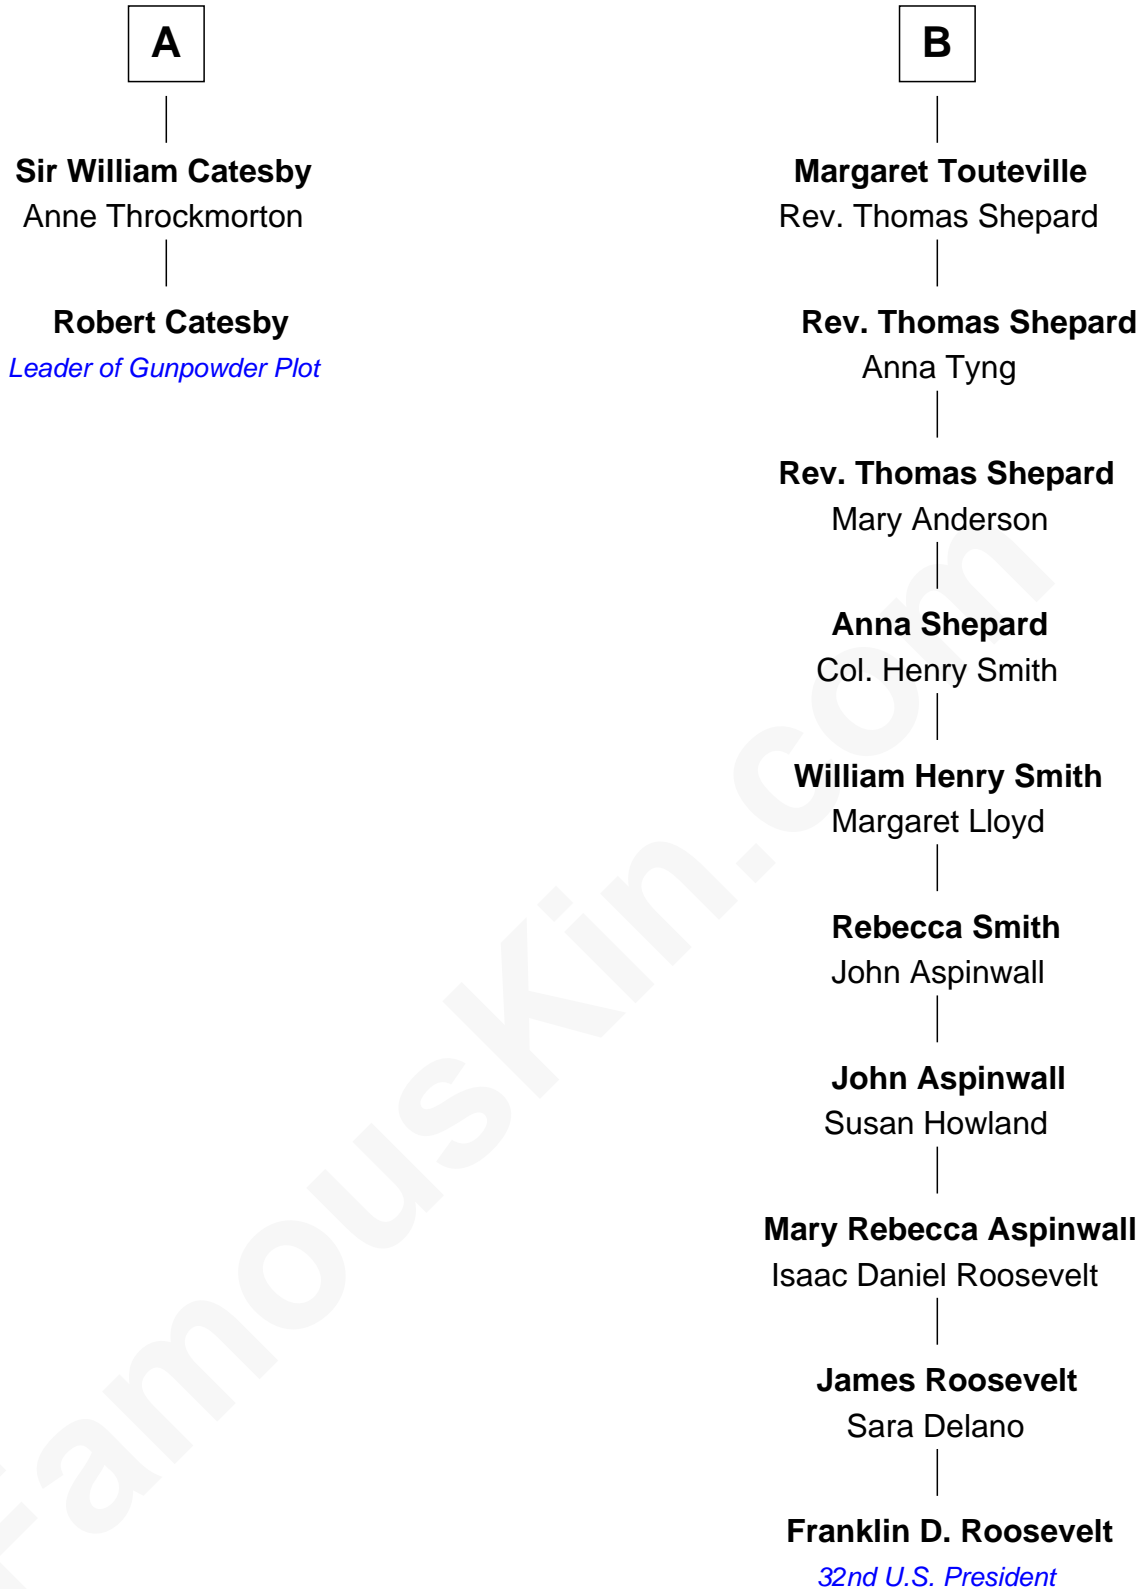 A
Sir William Catesby
Anne Throckmorton
Robert Catesby
Leader of Gunpowder Plot
B
Margaret Touteville
Rev. Thomas Shepard
Rev. Thomas Shepard
Anna Tyng
Rev. Thomas Shepard
Mary Anderson
Anna Shepard
Col. Henry Smith
William Henry Smith
Margaret Lloyd
Rebecca Smith
John Aspinwall
John Aspinwall
Susan Howland
Mary Rebecca Aspinwall
Isaac Daniel Roosevelt
James Roosevelt
Sara Delano
Franklin D. Roosevelt
32nd U.S. President
FamousKin.com